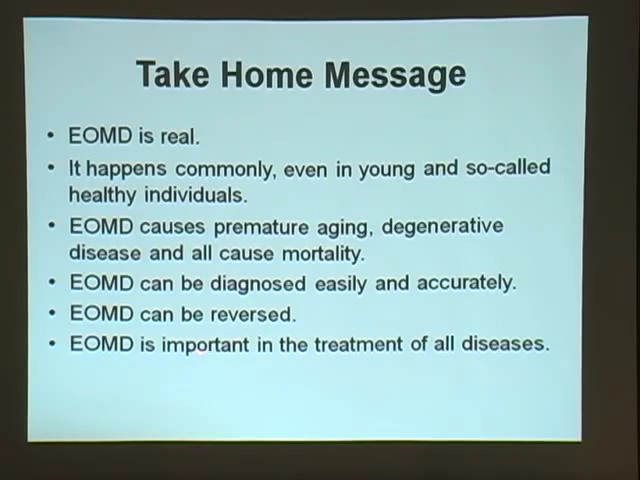 Take Home Message
• EOMD is real.
• It happens commonly, even in young and so-called
healthy individuals.
• EOMD causes premature aging, degenerative
disease and all cause mortality.
• EOMD can be diagnosed easily and accurately.
• EOMD can be reversed.
• EOMD is important in the treatment of all diseases.